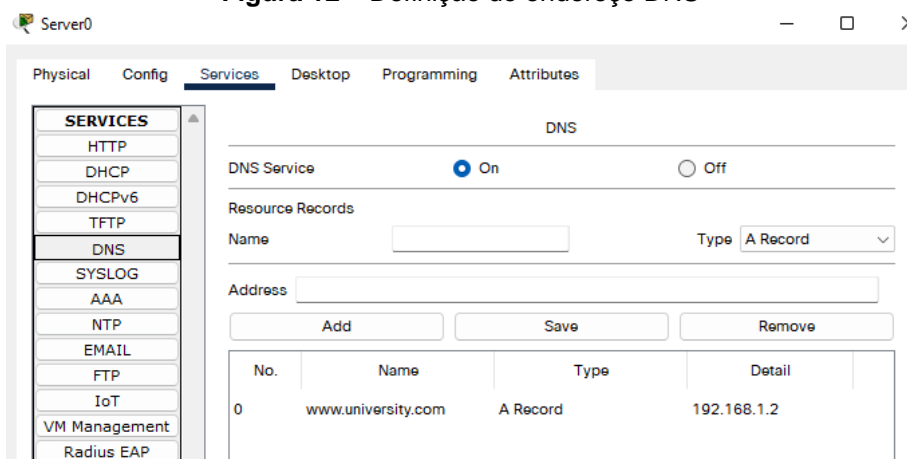 Server0
Physical Config Services Desktop Programming Attributes
SERVICES
HTTP
DHCP
DHCPv6
TFTP
DNS
SYSLOG
AAA
NTP
EMAIL
FTP
IoT
VM Management
Radius EAP
DNS
DNS Service On Off
Resource Records
Name Type A Record
Address
Add Save Remove
No. Name Type Detail
0 www.university.com A Record 192.168.1.2